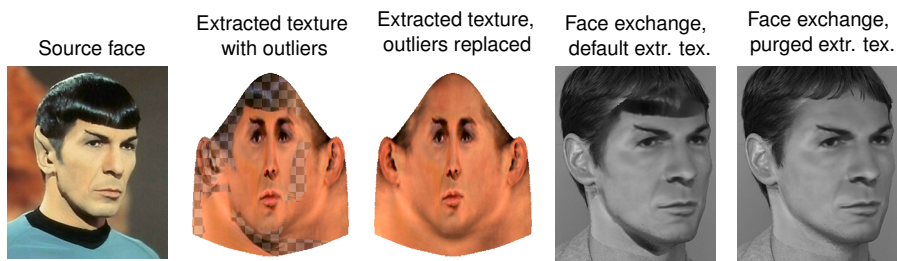 Source face
Extracted texture
with outliers
Extracted texture,
outliers replaced
Face exchange,
default extr. tex.
Face exchange,
purged extr. tex.